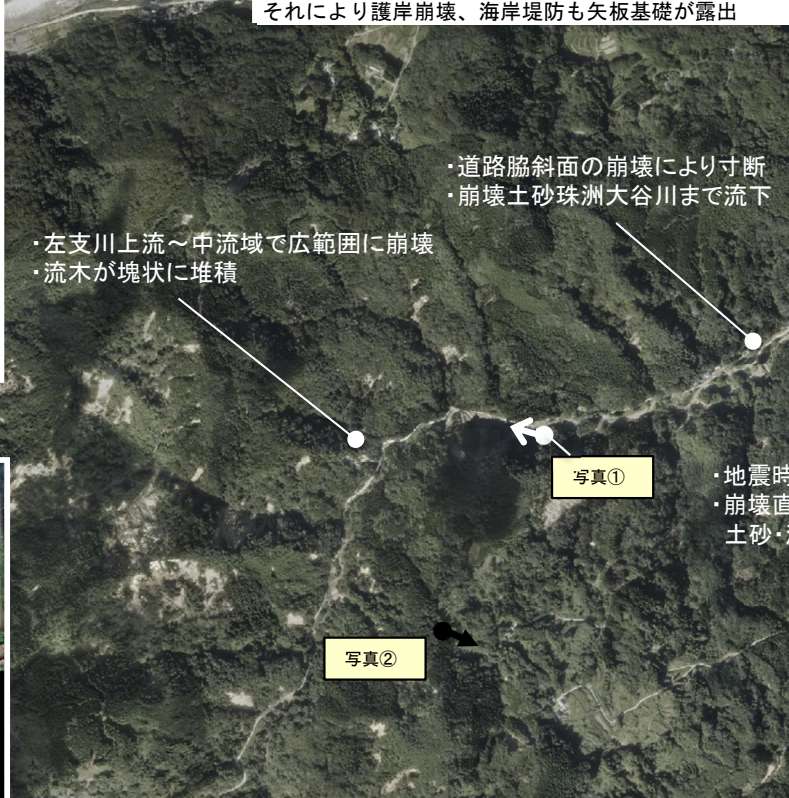 それにより護岸崩壊、海岸堤防も矢板基礎が露出
・道路脇斜面の崩壊により寸断
・崩壊土砂珠洲大谷川まで流下
・左支川上流~中流域で広範囲に崩壊
・流木が塊状に堆積
写真①
・地震時
・崩壊直
土砂・
写真②